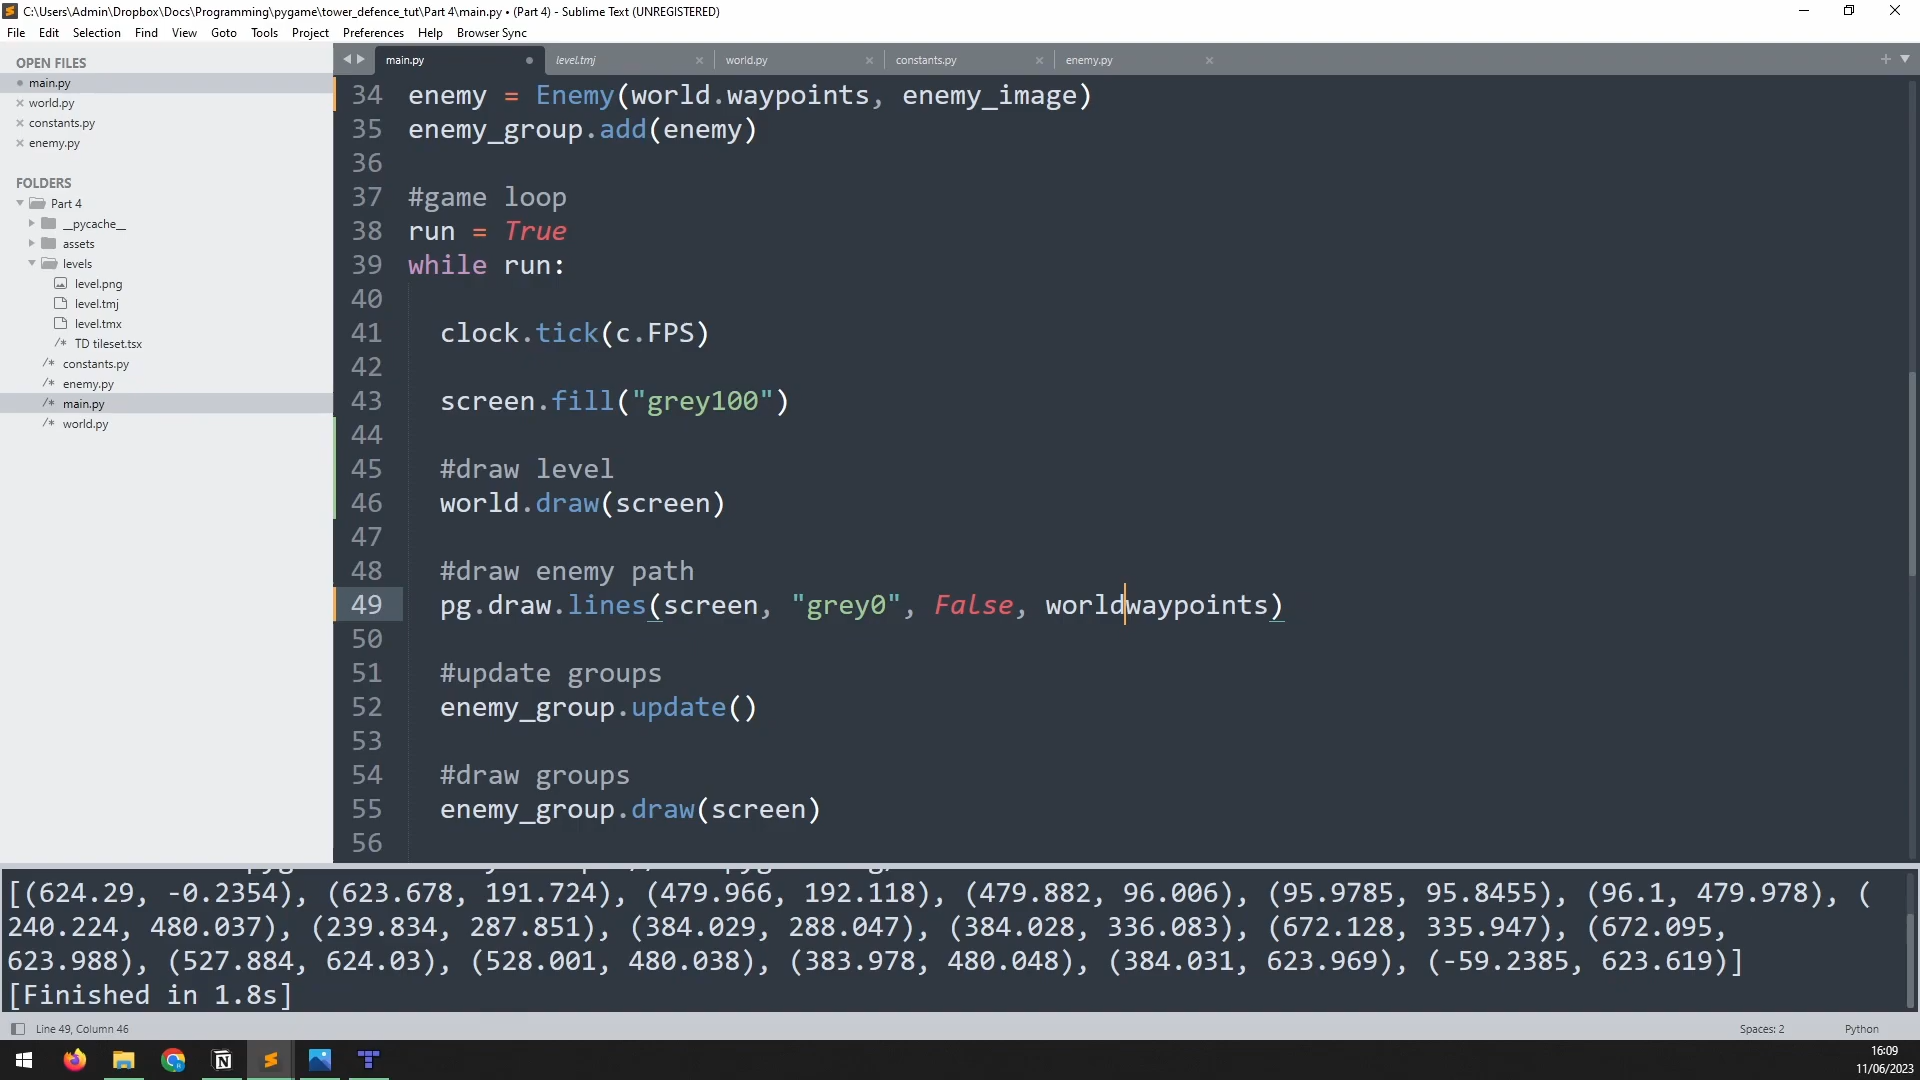 C:\Users\Admin\Dropbox\Docs\Programming\pygame\tower_defence_tut\Part 4\main.py • (Part 4) - Sublime Text (UNREGISTERED)
File Edit Selection Find View Goto Tools Project Preferences Help Browser Sync
OPEN FILES
main.py
world.py
constants.py
enemy.py
FOLDERS
Part 4
__pycache__
assets
levels
level.png
level.tmj
level.tmx
/* TD tileset.tsx
/* constants.py
/* enemy.py
/* main.py
/* world.py
main.py level.tmj world.py constants.py enemy.py
34 enemy = Enemy(world.waypoints, enemy_image)
35 enemy_group.add(enemy)
36
37 #game loop
38 run = True
39 while run:
40
41 clock.tick(c.FPS)
42
43 screen.fill("grey100")
44
45 #draw level
46 world.draw(screen)
47
48 #draw enemy path
49 pg.draw.lines(screen, "grey0", False, worldwaypoints)
50
51 #update groups
52 enemy_group.update()
53
54 #draw groups
55 enemy_group.draw(screen)
56
[(624.29, -0.2354), (623.678, 191.724), (479.966, 192.118), (479.882, 96.006), (95.9785, 95.8455), (96.1, 479.978), (
240.224, 480.037), (239.834, 287.851), (384.029, 288.047), (384.028, 336.083), (672.128, 335.947), (672.095,
623.988), (527.884, 624.03), (528.001, 480.038), (383.978, 480.048), (384.031, 623.969), (-59.2385, 623.619)]
[Finished in 1.8s]
Line 49, Column 46 Spaces: 2 Python
16:09
11/06/2023